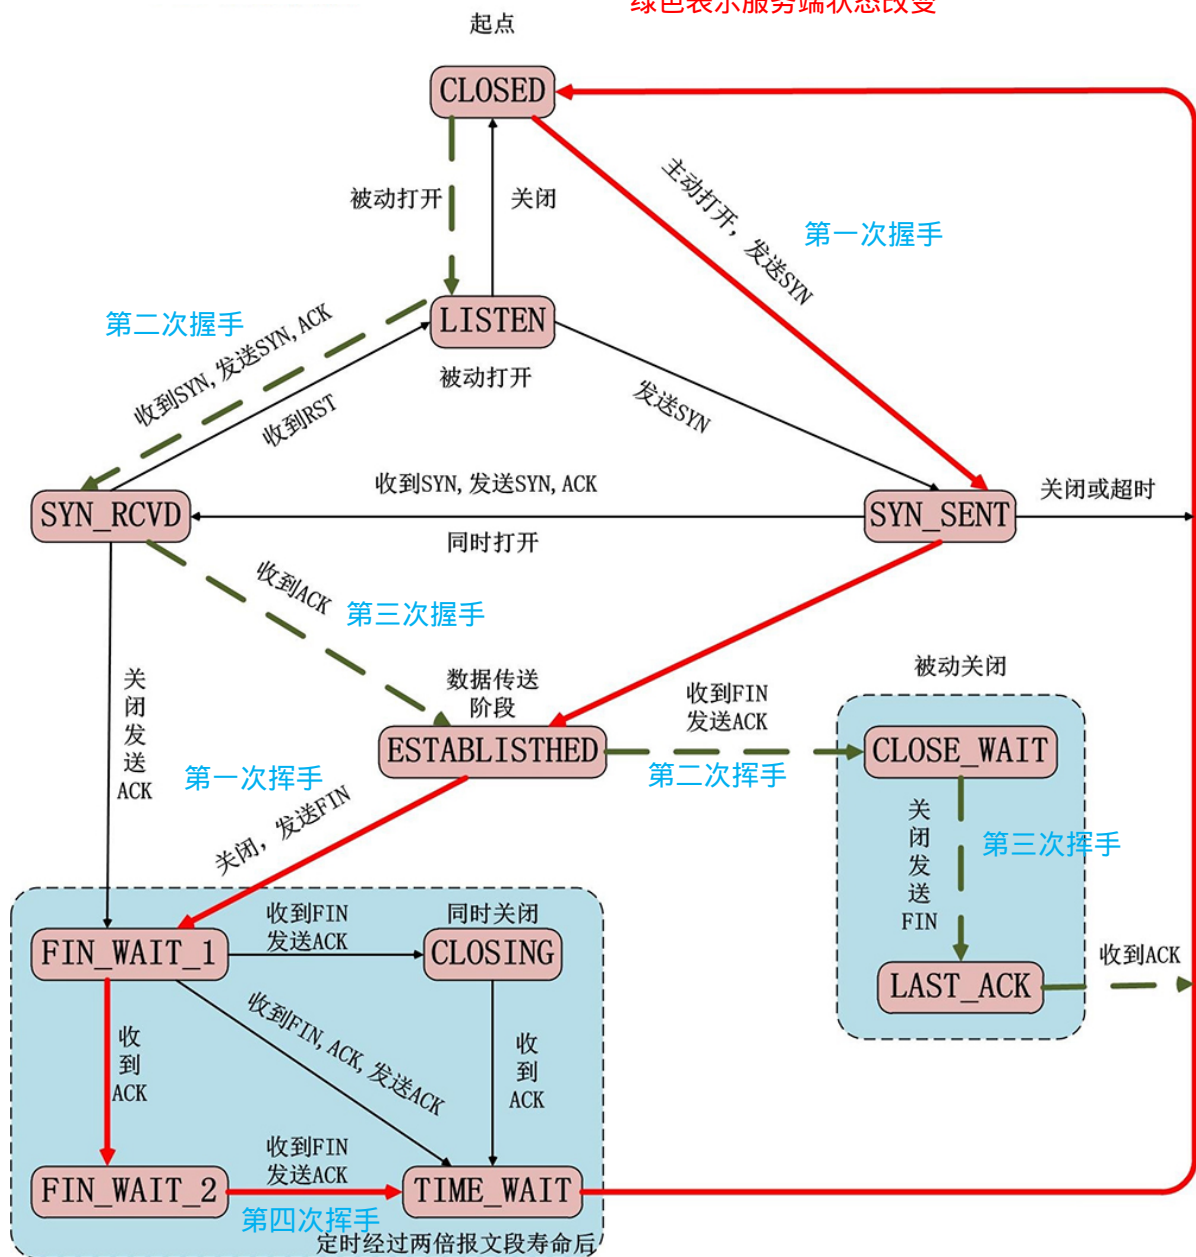 绿色表示服务端状态改变
起点
CLOSED
被动打开
关闭
主动打开，发送SYN
第一次握手
第二次握手
收到SYN,发送SYN,ACK
LISTEN
被动打开
收到RST
发送SYN
收到SYN,发送SYN,ACK
同时打开
SYN_RCVD
SYN_SENT
关闭或超时
收到ACK
第三次握手
关
闭
发
送
ACK
数据传送
阶段
ESTABLISTHED
收到FIN
发送ACK
第二次挥手
被动关闭
CLOSE_WAIT
关
闭
发
送
FIN
第三次挥手
LAST_ACK
收到ACK
第一次挥手
关闭，发送FIN
FIN_WAIT_1
收到FIN
发送ACK
同时关闭
CLOSING
收
到
ACK
收到FIN,ACK,发送ACK
收
到
ACK
FIN_WAIT_2
收到FIN
发送ACK
第四次挥手
TIME_WAIT
定时经过两倍报文段寿命后